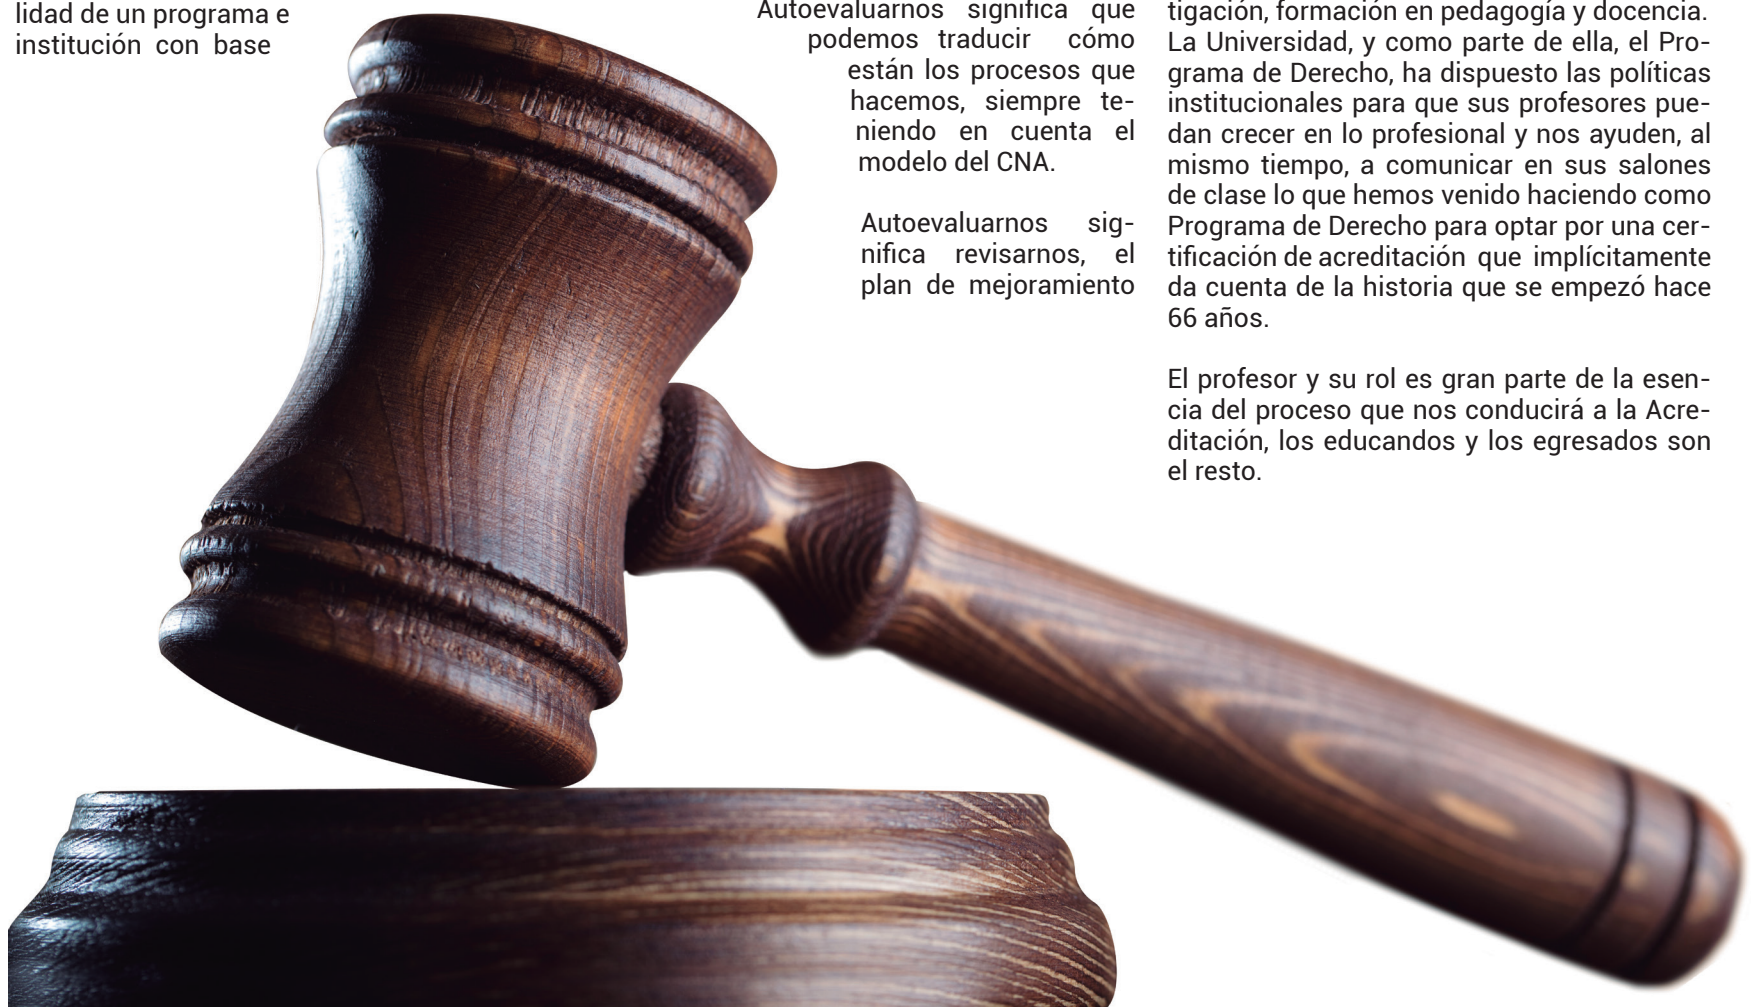 lidad de un programa e
institución con base
Autoevaluarnos significa que
podemos traducir cómo
están los procesos que
hacemos, siempre te-
niendo en cuenta el
modelo del CNA.
Autoevaluarnos sig-
nifica revisarnos, el
plan de mejoramiento
tigación, formación en pedagogía y docencia.
La Universidad, y como parte de ella, el Pro-
grama de Derecho, ha dispuesto las políticas
institucionales para que sus profesores pue-
dan crecer en lo profesional y nos ayuden, al
mismo tiempo, a comunicar en sus salones
de clase lo que hemos venido haciendo como
Programa de Derecho para optar por una cer-
tificación de acreditación que implícitamente
da cuenta de la historia que se empezó hace
66 años.
El profesor y su rol es gran parte de la esen-
cia del proceso que nos conducirá a la Acre-
ditación, los educandos y los egresados son
el resto.